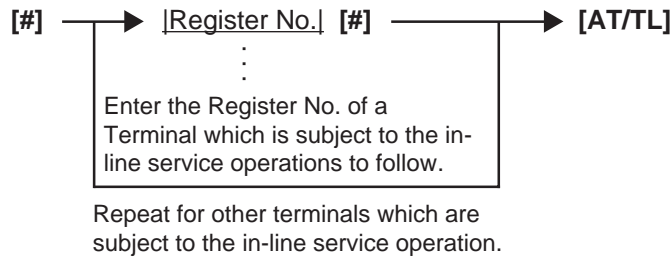 [#] |Register No.| [#] [AT/TL]
:
Enter the Register No. of a
Terminal which is subject to the in-
line service operations to follow.
Repeat for other terminals which are
subject to the in-line service operation.